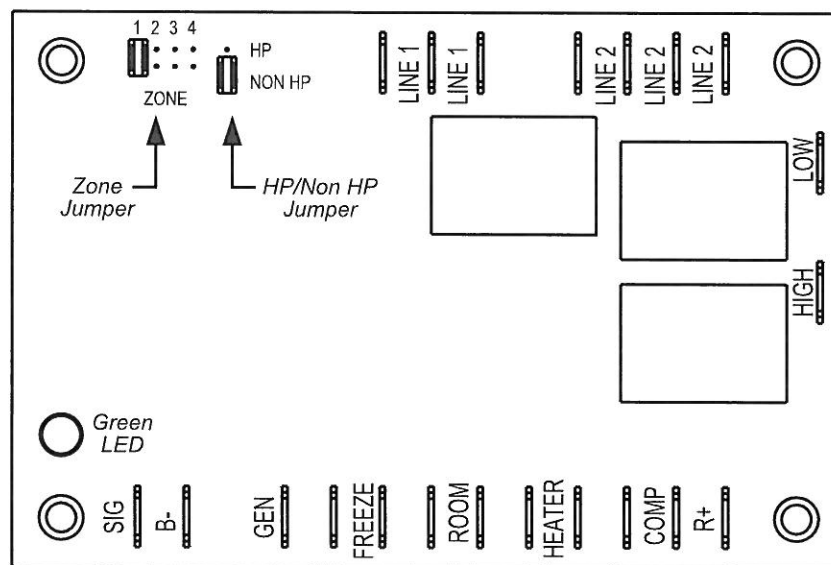 1 2 3 4
HP
NON HP
ZONE
Zone
Jumper
HP/Non HP
Jumper
LINE 1
LINE 1
LINE 2
LINE 2
LINE 2
LOW
HIGH
Green
LED
SIG
B-
GEN
FREEZE
ROOM
HEATER
COMP
R+